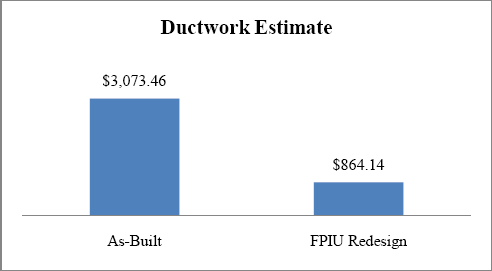 Ductwork Estimate
$3,073.46
$864.14
As-Built
FPIU Redesign